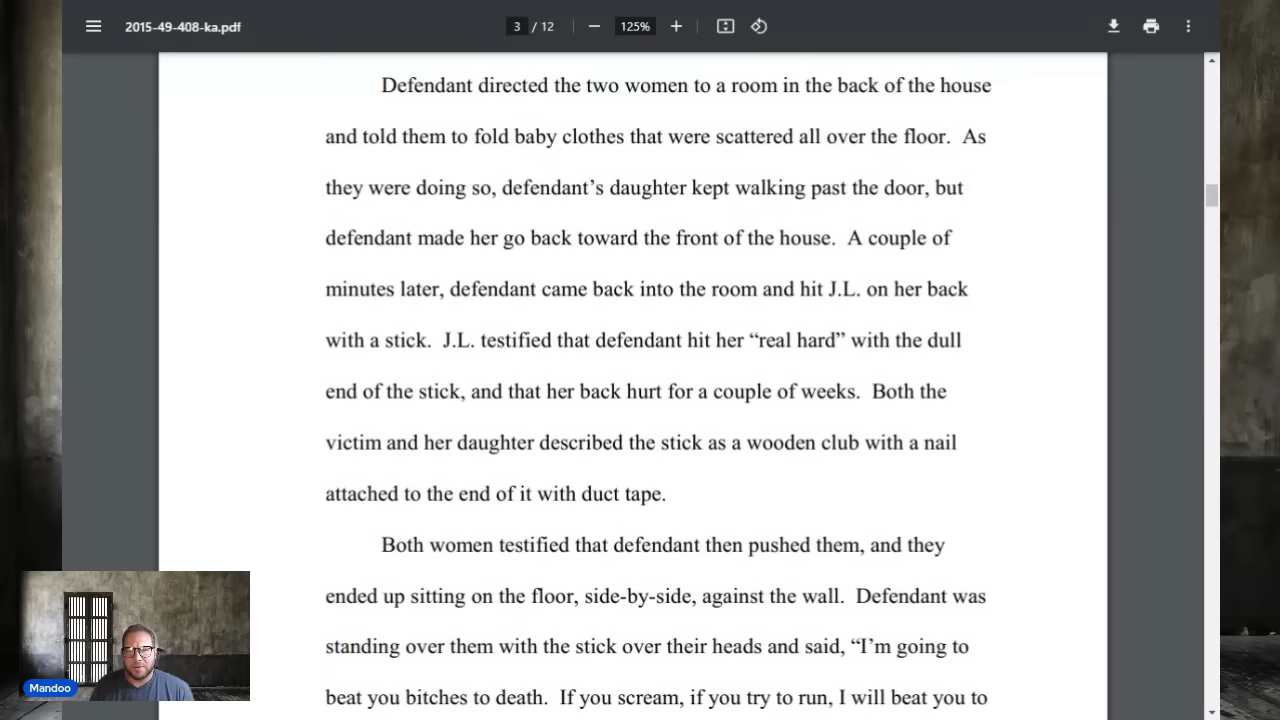 2015-49-408-ka.pdf
3 / 12
125%
Defendant directed the two women to a room in the back of the house
and told them to fold baby clothes that were scattered all over the floor.  As
they were doing so, defendant’s daughter kept walking past the door, but
defendant made her go back toward the front of the house.  A couple of
minutes later, defendant came back into the room and hit J.L. on her back
with a stick.  J.L. testified that defendant hit her “real hard” with the dull
end of the stick, and that her back hurt for a couple of weeks.  Both the
victim and her daughter described the stick as a wooden club with a nail
attached to the end of it with duct tape.
Both women testified that defendant then pushed them, and they
ended up sitting on the floor, side-by-side, against the wall.  Defendant was
standing over them with the stick over their heads and said, “I’m going to
beat you bitches to death.  If you scream, if you try to run, I will beat you to
Mandoo